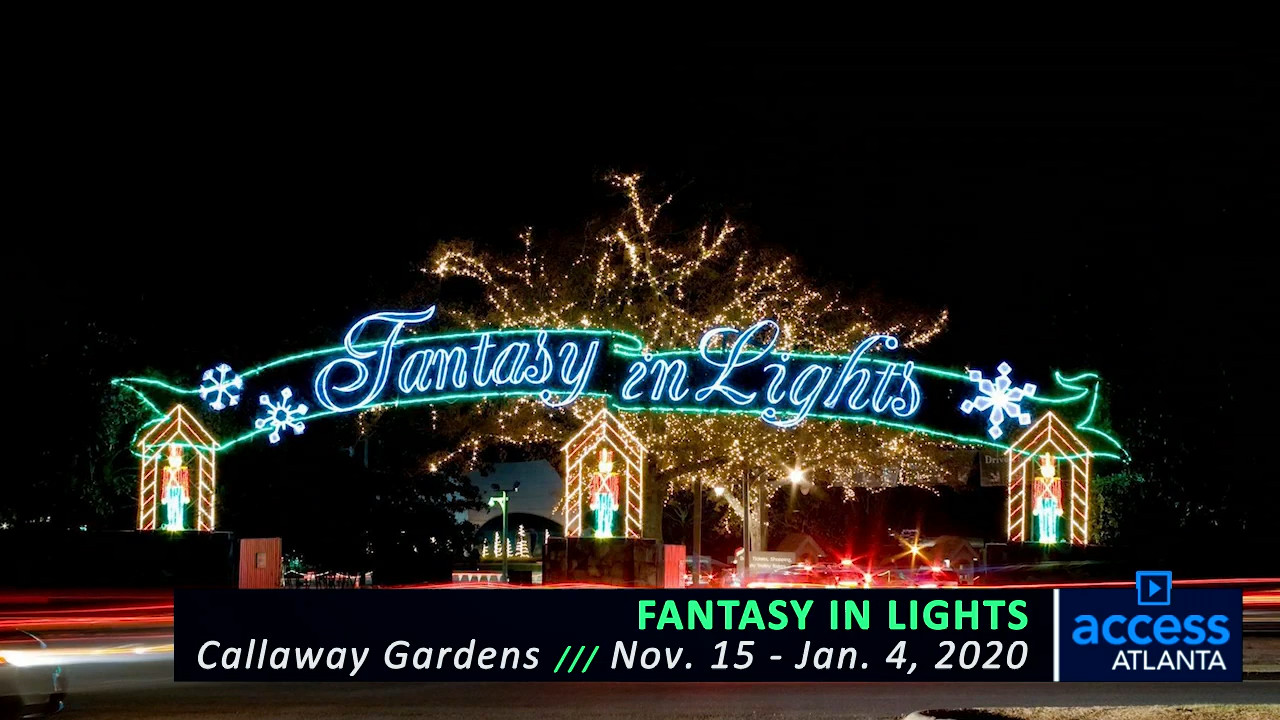 Fantasy in Lights
FANTASY IN LIGHTS
Callaway Gardens /// Nov. 15 - Jan. 4, 2020
access
ATLANTA